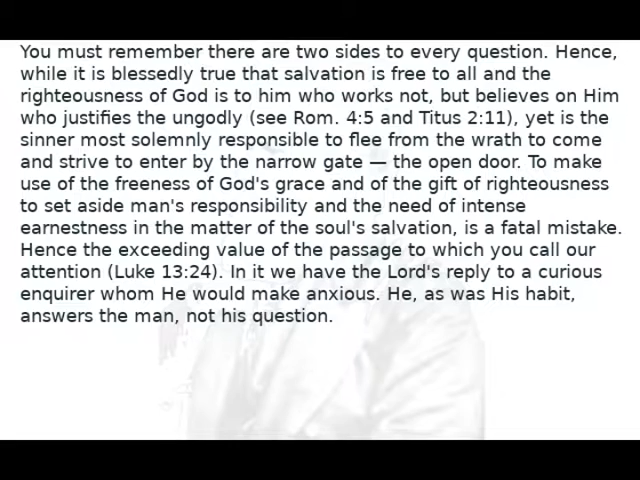 You must remember there are two sides to every question. Hence,
while it is blessedly true that salvation is free to all and the
righteousness of God is to him who works not, but believes on Him
who justifies the ungodly (see Rom. 4:5 and Titus 2:11), yet is the
sinner most solemnly responsible to flee from the wrath to come
and strive to enter by the narrow gate — the open door. To make
use of the freeness of God's grace and of the gift of righteousness
to set aside man's responsibility and the need of intense
earnestness in the matter of the soul's salvation, is a fatal mistake.
Hence the exceeding value of the passage to which you call our
attention (Luke 13:24). In it we have the Lord's reply to a curious
enquirer whom He would make anxious. He, as was His habit,
answers the man, not his question.